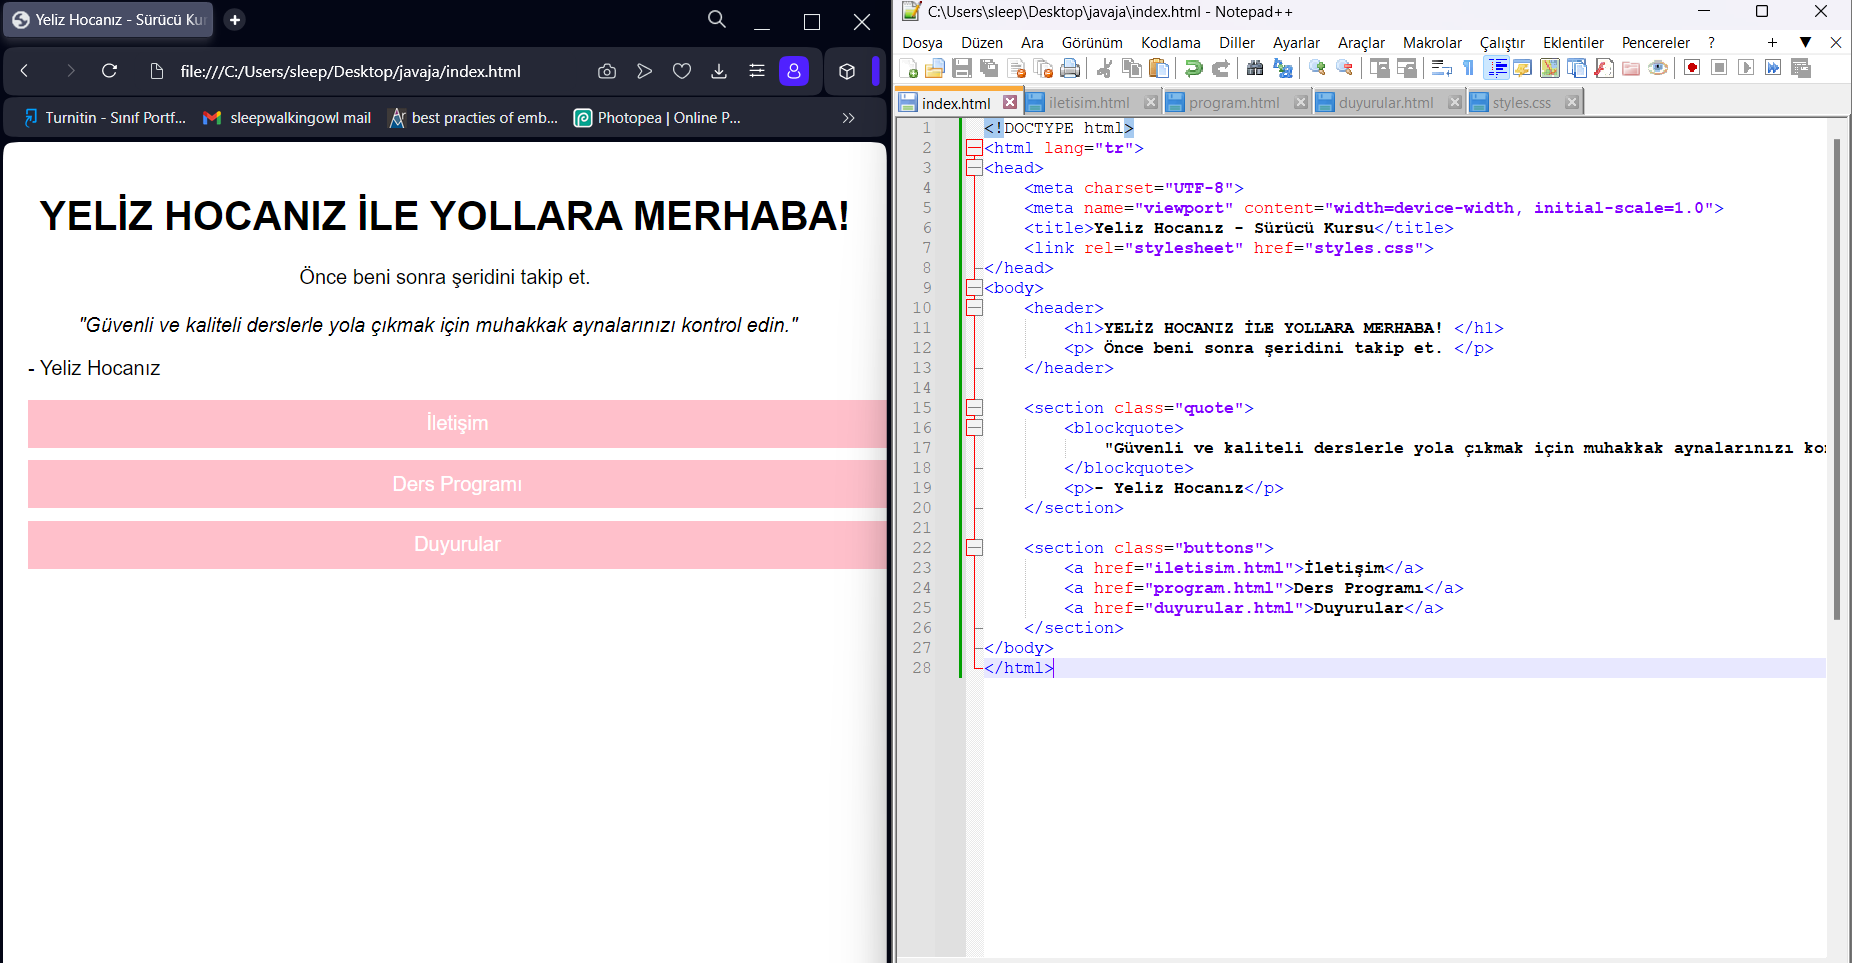 Yeliz Hocanız - Sürücü Kur
file:///C:/Users/sleep/Desktop/javaja/index.html
Turnitin - Sınıf Portf... sleepwalkingowl mail best practies of emb... Photopea | Online P... »
YELİZ HOCANIZ İLE YOLLARA MERHABA!
Önce beni sonra şeridini takip et.
"Güvenli ve kaliteli derslerle yola çıkmak için muhakkak aynalarınızı kontrol edin."
- Yeliz Hocanız
İletişim
Ders Programı
Duyurular
C:\Users\sleep\Desktop\javaja\index.html - Notepad++
Dosya Düzen Ara Görünüm Kodlama Diller Ayarlar Araçlar Makrolar Çalıştır Eklentiler Pencereler ?
index.html iletisim.html program.html duyurular.html styles.css
1 <!DOCTYPE html>
2 <html lang="tr">
3 <head>
4 <meta charset="UTF-8">
5 <meta name="viewport" content="width=device-width, initial-scale=1.0">
6 <title>Yeliz Hocanız - Sürücü Kursu</title>
7 <link rel="stylesheet" href="styles.css">
8 </head>
9 <body>
10 <header>
11 <h1>YELİZ HOCANIZ İLE YOLLARA MERHABA! </h1>
12 <p> Önce beni sonra şeridini takip et. </p>
13 </header>
14
15 <section class="quote">
16 <blockquote>
17 "Güvenli ve kaliteli derslerle yola çıkmak için muhakkak aynalarınızı ko
18 </blockquote>
19 <p>- Yeliz Hocanız</p>
20 </section>
21
22 <section class="buttons">
23 <a href="iletisim.html">İletişim</a>
24 <a href="program.html">Ders Programı</a>
25 <a href="duyurular.html">Duyurular</a>
26 </section>
27 </body>
28 </html>